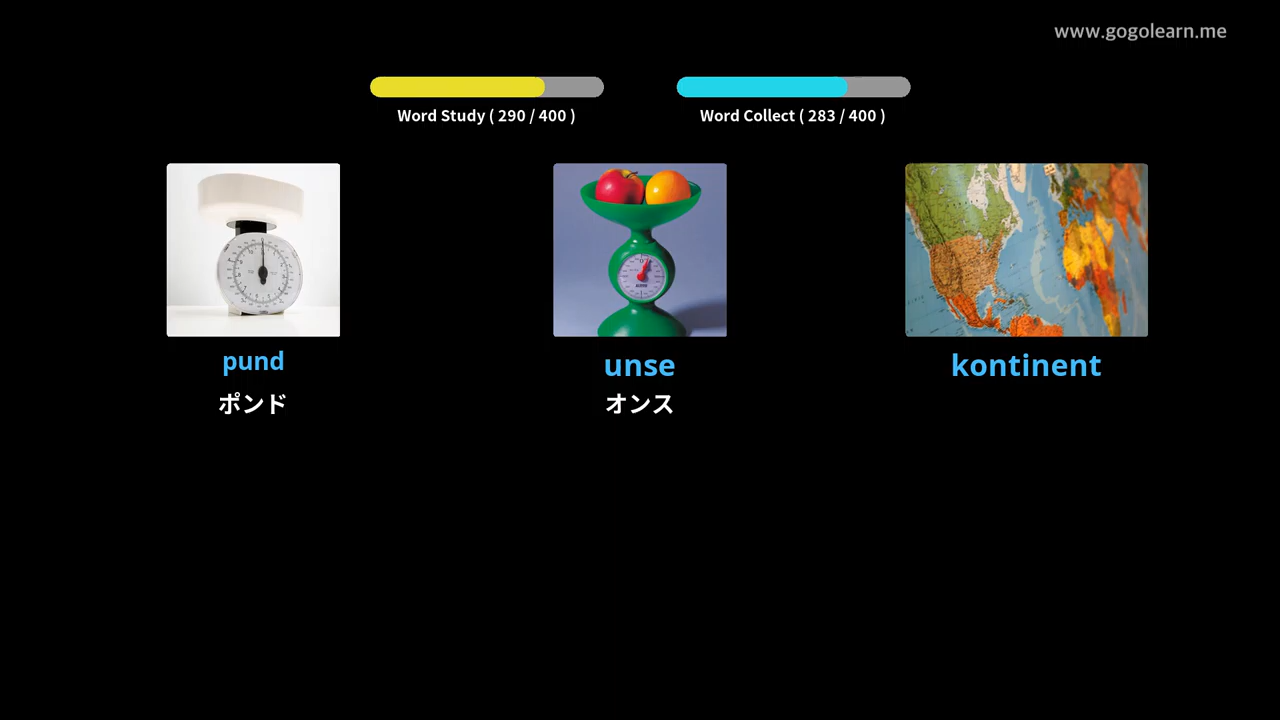 www.gogolearn.me
Word Study ( 290 / 400 )
Word Collect ( 283 / 400 )
pund
ポンド
unse
オンス
kontinent